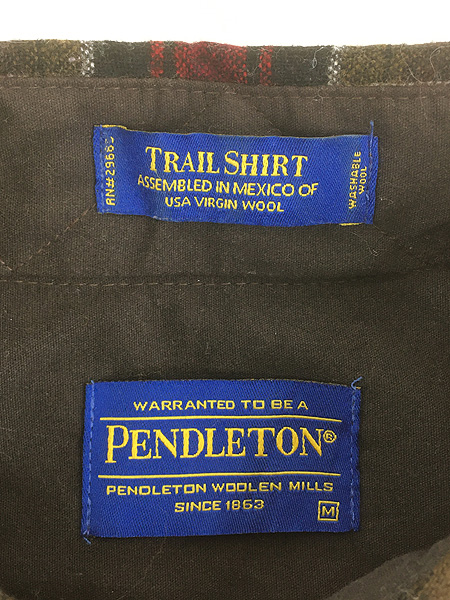 RN#29685
TRAIL SHIRT
ASSEMBLED IN MEXICO OF
USA VIRGIN WOOL
WASHABLE
WOOL
WARRANTED TO BE A
PENDLETON®
PENDLETON WOOLEN MILLS
SINCE 1863
M